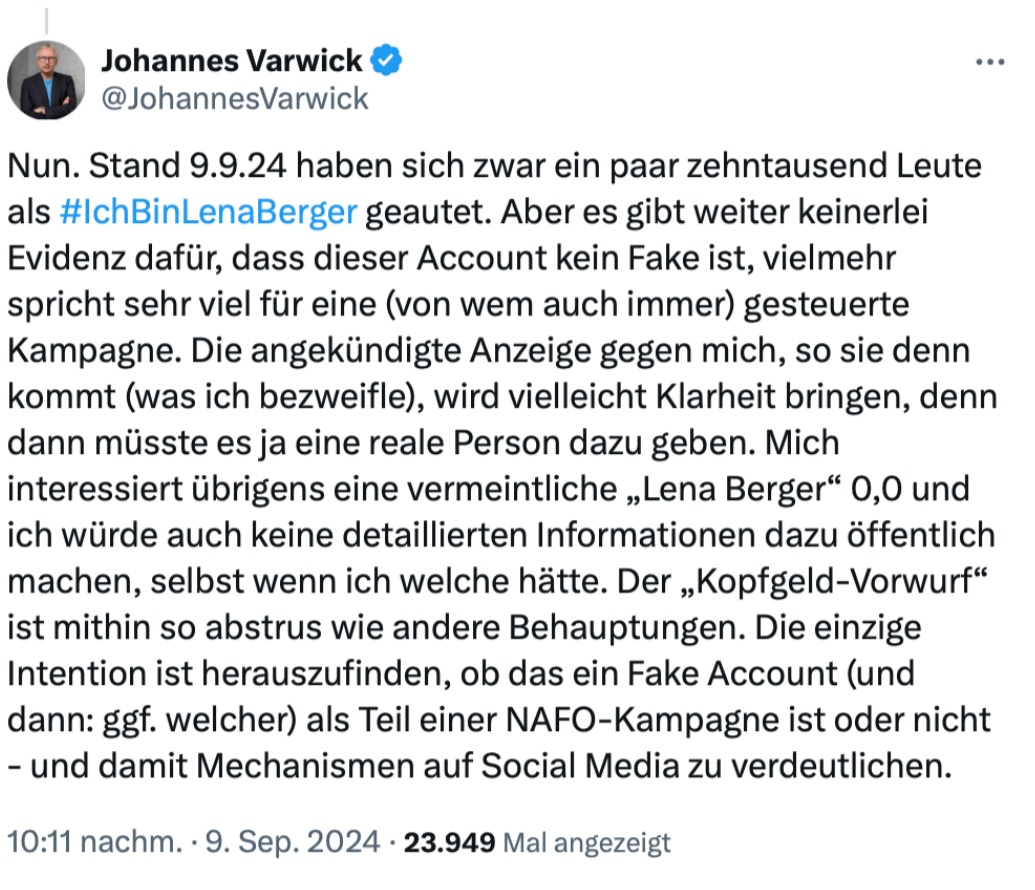 Johannes Varwick
@JohannesVarwick
Nun. Stand 9.9.24 haben sich zwar ein paar zehntausend Leute
als #IchBinLenaBerger geautet. Aber es gibt weiter keinerlei
Evidenz dafür, dass dieser Account kein Fake ist, vielmehr
spricht sehr viel für eine (von wem auch immer) gesteuerte
Kampagne. Die angekündigte Anzeige gegen mich, so sie denn
kommt (was ich bezweifle), wird vielleicht Klarheit bringen, denn
dann müsste es ja eine reale Person dazu geben. Mich
interessiert übrigens eine vermeintliche „Lena Berger“ 0,0 und
ich würde auch keine detaillierten Informationen dazu öffentlich
machen, selbst wenn ich welche hätte. Der „Kopfgeld-Vorwurf“
ist mithin so abstrus wie andere Behauptungen. Die einzige
Intention ist herauszufinden, ob das ein Fake Account (und
dann: ggf. welcher) als Teil einer NAFO-Kampagne ist oder nicht
- und damit Mechanismen auf Social Media zu verdeutlichen.
10:11 nachm. · 9. Sep. 2024 · 23.949 Mal angezeigt